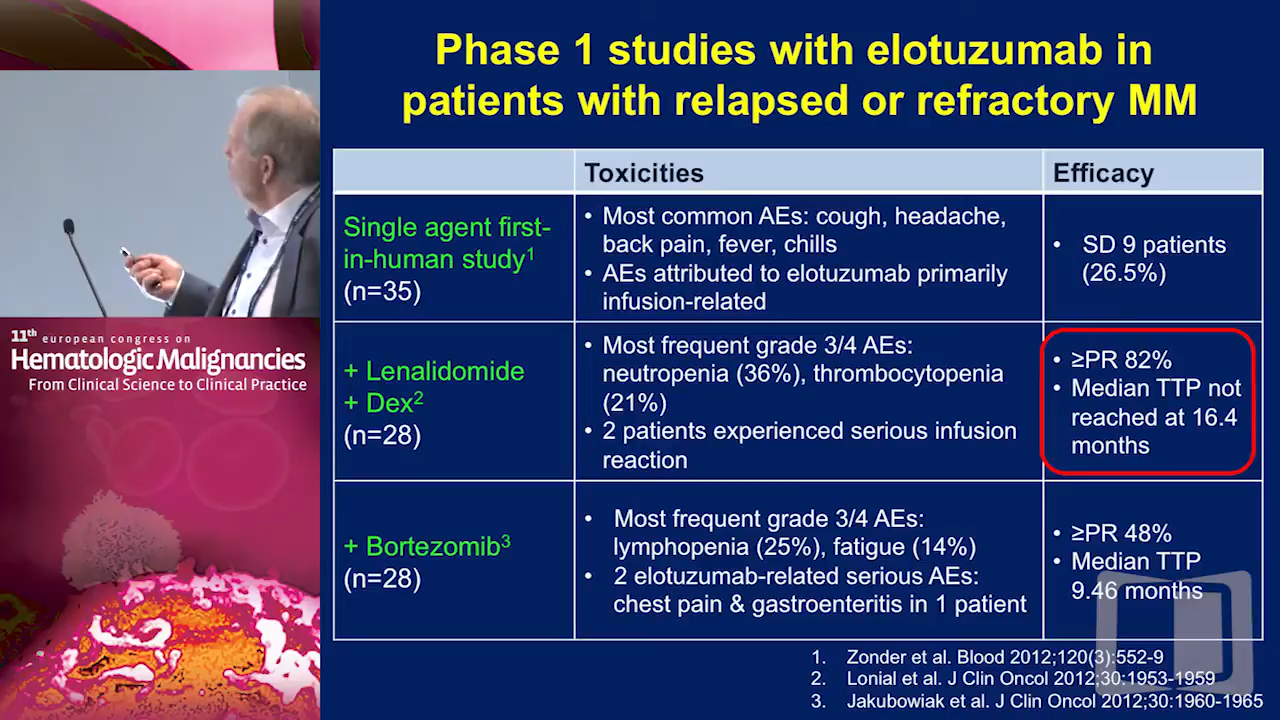 Phase 1 studies with elotuzumab in
patients with relapsed or refractory MM
11th european congress on
Hematologic Malignancies
From Clinical Science to Clinical Practice
Toxicities
Efficacy
Single agent first-
in-human study1
(n=35)
• Most common AEs: cough, headache,
back pain, fever, chills
• AEs attributed to elotuzumab primarily
infusion-related
• SD 9 patients
(26.5%)
+ Lenalidomide
+ Dex2
(n=28)
• Most frequent grade 3/4 AEs:
neutropenia (36%), thrombocytopenia
(21%)
• 2 patients experienced serious infusion
reaction
• ≥PR 82%
• Median TTP not
reached at 16.4
months
+ Bortezomib3
(n=28)
• Most frequent grade 3/4 AEs:
lymphopenia (25%), fatigue (14%)
• 2 elotuzumab-related serious AEs:
chest pain & gastroenteritis in 1 patient
• ≥PR 48%
• Median TTP
9.46 months
1. Zonder et al. Blood 2012;120(3):552-9
2. Lonial et al. J Clin Oncol 2012;30:1953-1959
3. Jakubowiak et al. J Clin Oncol 2012;30:1960-1965